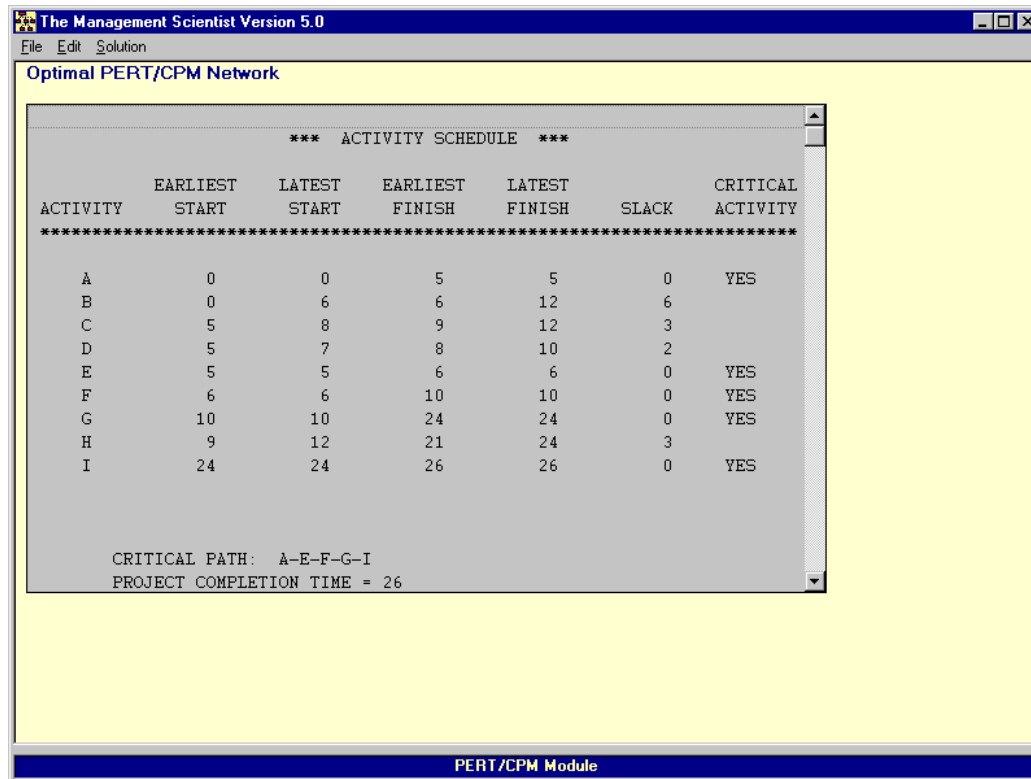 The Management Scientist Version 5.0
File Edit Solution
Optimal PERT/CPM Network
*** ACTIVITY SCHEDULE ***
EARLIEST LATEST EARLIEST LATEST CRITICAL
ACTIVITY START START FINISH FINISH SLACK ACTIVITY
*************************************************************************
A 0 0 5 5 0 YES
B 0 6 6 12 6
C 5 8 9 12 3
D 5 7 8 10 2
E 5 5 6 6 0 YES
F 6 6 10 10 0 YES
G 10 10 24 24 0 YES
H 9 12 21 24 3
I 24 24 26 26 0 YES
CRITICAL PATH: A-E-F-G-I
PROJECT COMPLETION TIME = 26
PERT/CPM Module